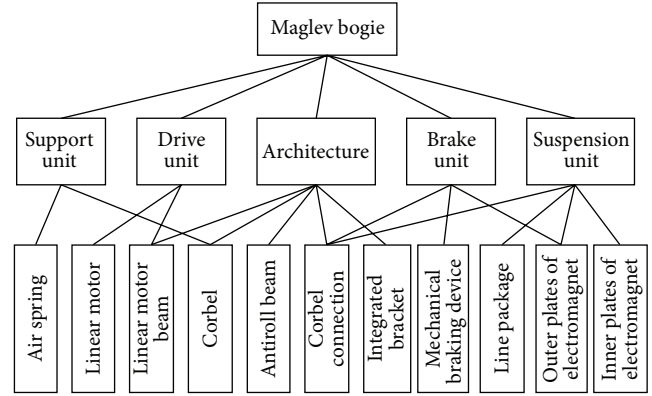 Maglev bogie
Support
unit
Drive
unit
Architecture
Brake
unit
Suspension
unit
Air spring
Linear motor
Linear motor
beam
Corbel
Antiroll beam
Corbel
connection
Integrated
bracket
Mechanical
braking device
Line package
Outer plates of
electromagnet
Inner plates of
electromagnet